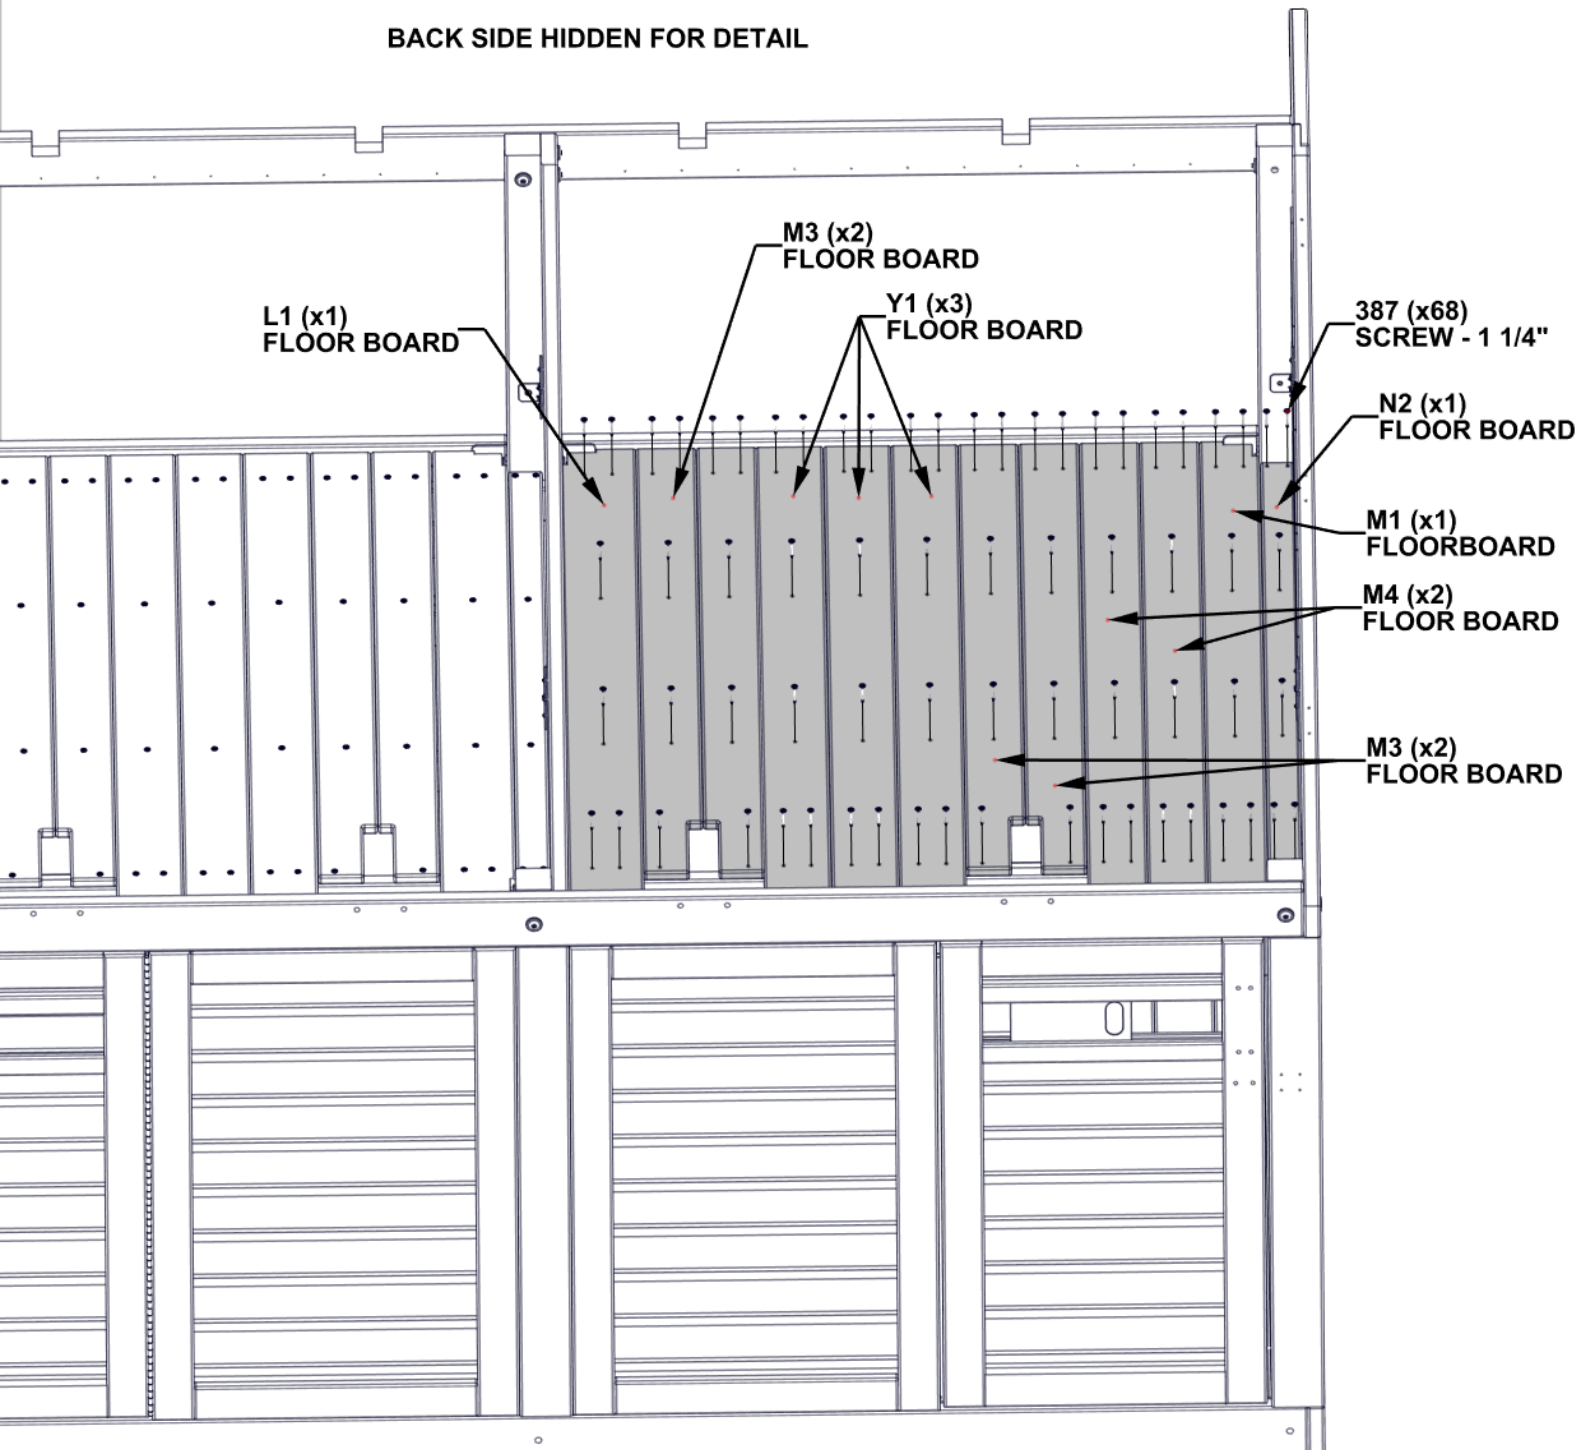 BACK SIDE HIDDEN FOR DETAIL
M3 (x2)
FLOOR BOARD
L1 (x1)
FLOOR BOARD
Y1 (x3)
FLOOR BOARD
387 (x68)
SCREW - 1 1/4"
N2 (x1)
FLOOR BOARD
M1 (x1)
FLOORBOARD
M4 (x2)
FLOOR BOARD
M3 (x2)
FLOOR BOARD